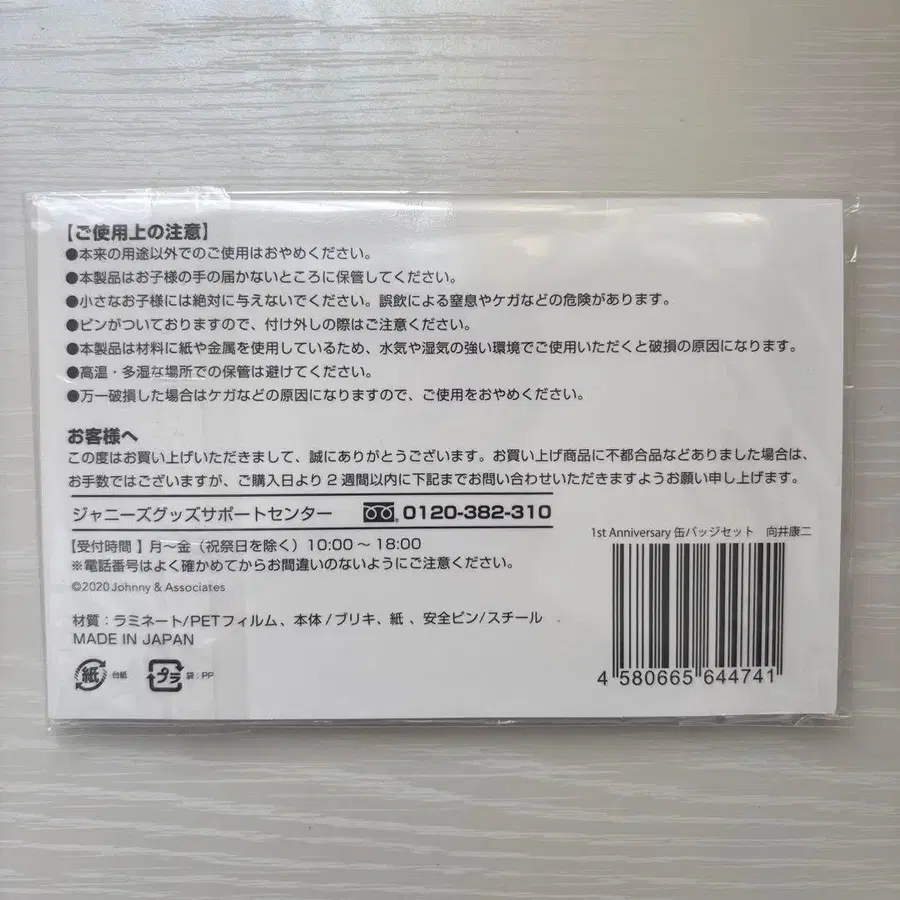 【ご使用上の注意】
●本来の用途以外でのご使用はおやめください。
●本製品はお子様の手の届かないところに保管してください。
●小さなお子様には絶対に与えないでください。誤飲による窒息やケガなどの危険があります。
●ピンがついておりますので、付け外しの際はご注意ください。
●本製品は材料に紙や金属を使用しているため、水気や湿気の強い環境でご使用いただくと破損の原因になります。
●高温・多湿な場所での保管は避けてください。
●万一破損した場合はケガなどの原因になりますので、ご使用をおやめください。
お客様へ
この度はお買い上げいただきまして、誠にありがとうございます。お買い上げ商品に不都合品などありました場合は、
お手数ではございますが、ご購入日より2週間以内に下記までお問い合わせいただきますようお願い申し上げます。
ジャニーズグッズサポートセンター 0120-382-310
【受付時間】月〜金（祝祭日を除く）10:00〜18:00
※電話番号はよく確かめてからお間違いのないようにご注意ください。
©2020 Johnny & Associates
1st Anniversary 缶バッジセット 向井康二
材質：ラミネート/PETフィルム、本体/ブリキ、紙、安全ピン/スチール
MADE IN JAPAN
紙 台紙 プラ 袋：PP
4 580665 644741